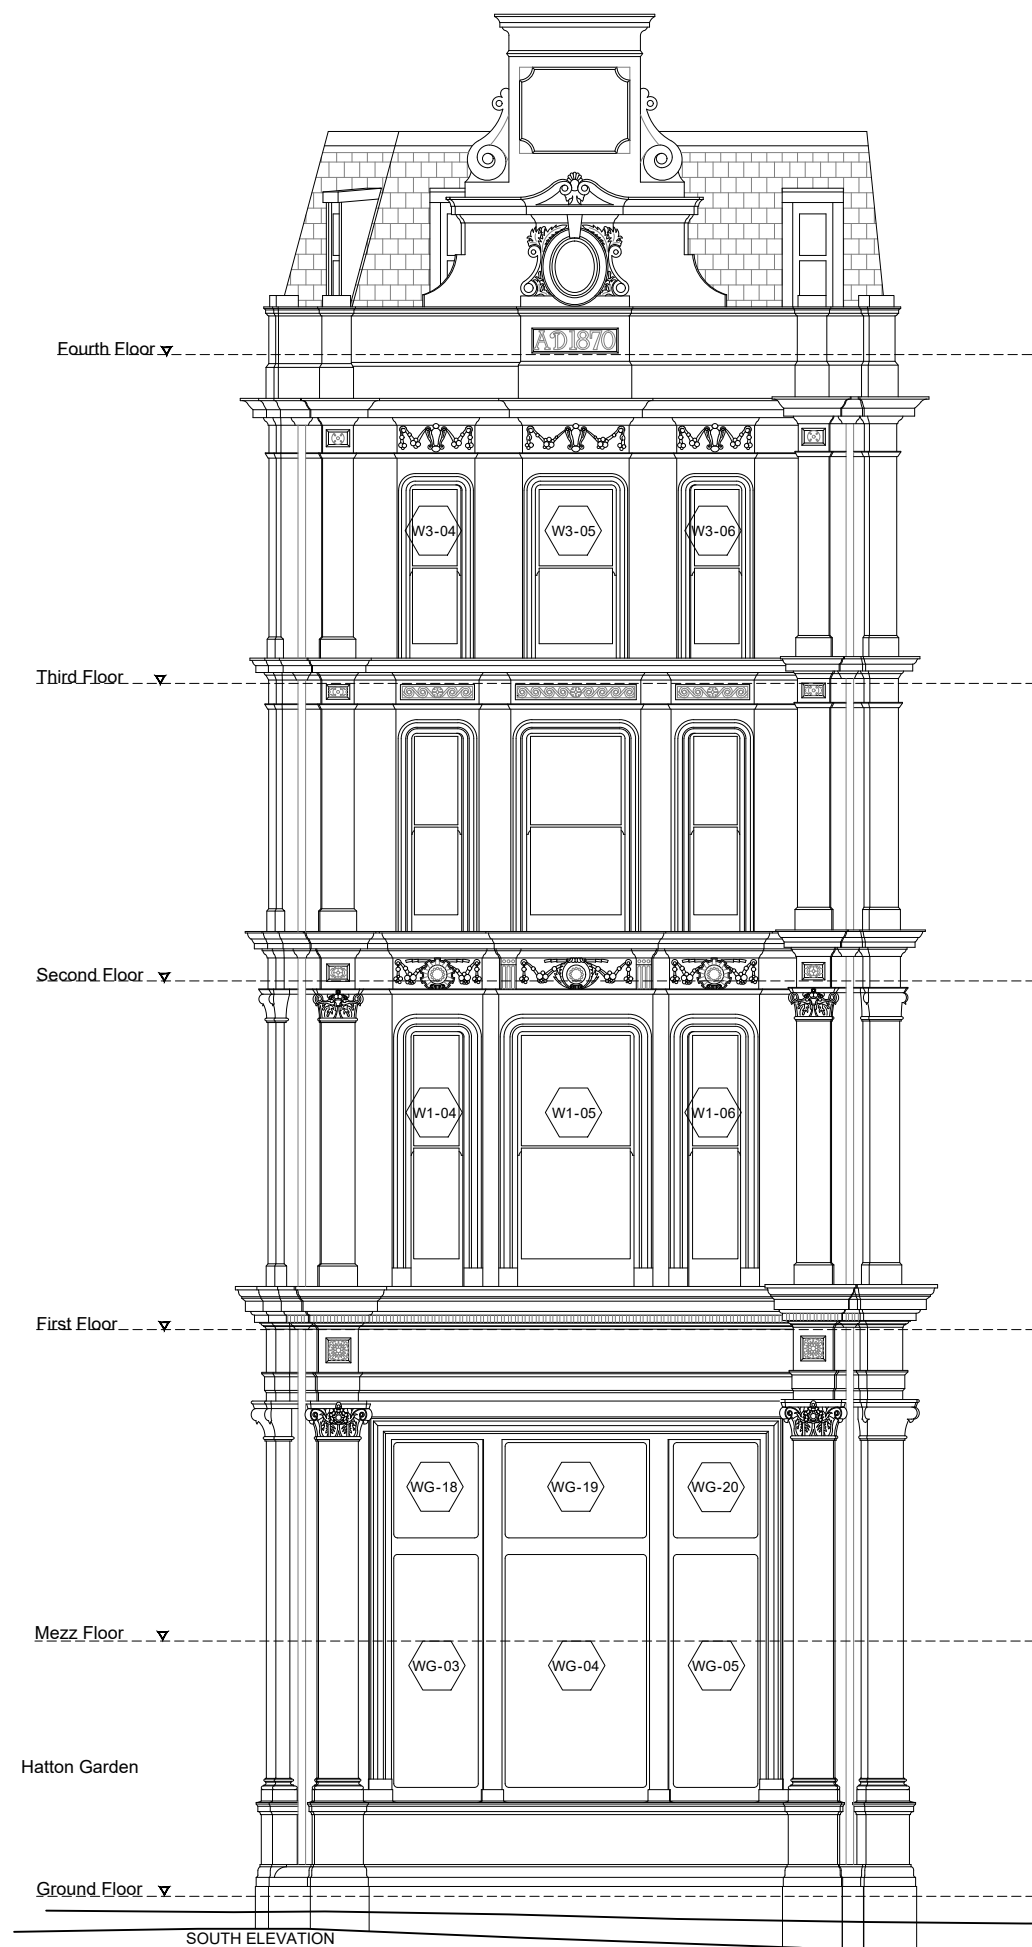 AD1870
Fourth Floor
W3-04 W3-05 W3-06
Third Floor
Second Floor
W1-04 W1-05 W1-06
First Floor
WG-18 WG-19 WG-20
Mezz Floor
WG-03 WG-04 WG-05
Hatton Garden
Ground Floor
SOUTH ELEVATION